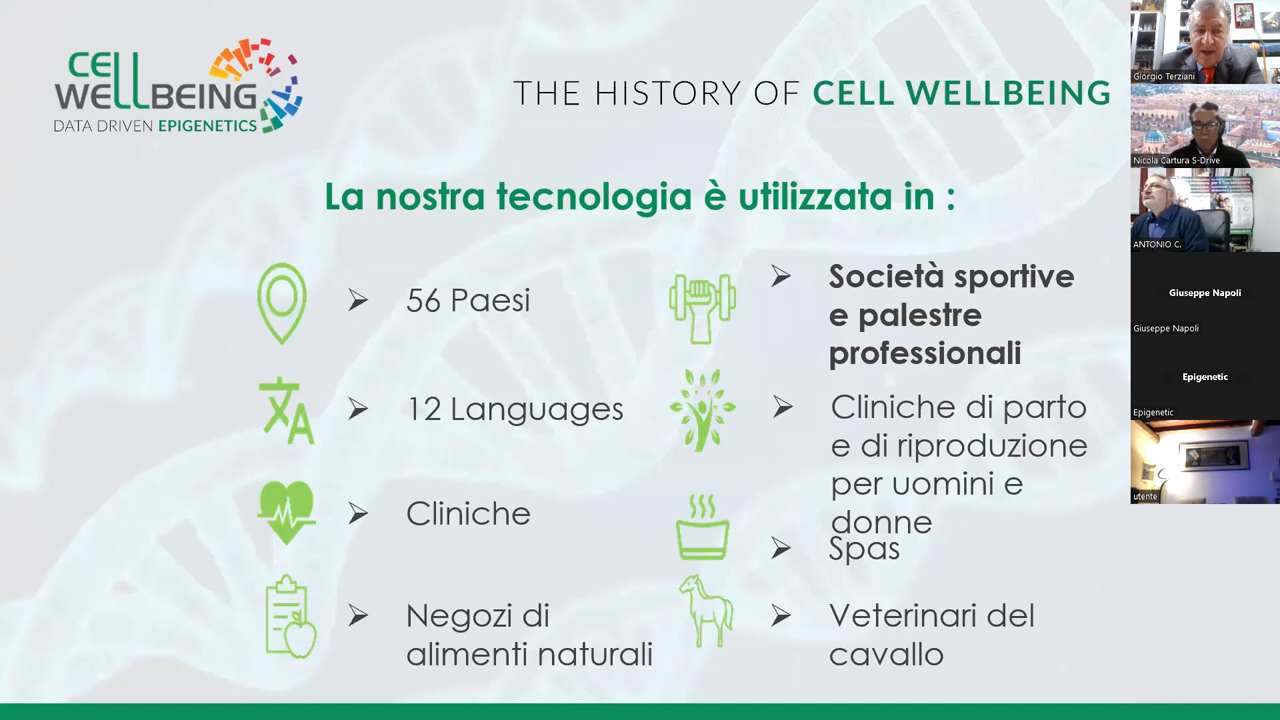 CELL
WELLBEING
DATA DRIVEN EPIGENETICS
THE HISTORY OF CELL WELLBEING
La nostra tecnologia è utilizzata in :
56 Paesi
12 Languages
Cliniche
Negozi di
alimenti naturali
Società sportive
e palestre
professionali
Cliniche di parto
e di riproduzione
per uomini e
donne
Spas
Veterinari del
cavallo
Giorgio Terziani
Nicola Cartura S-Drive
ANTONIO C.
Giuseppe Napoli
Giuseppe Napoli
Epigenetic
Epigenetic
utente